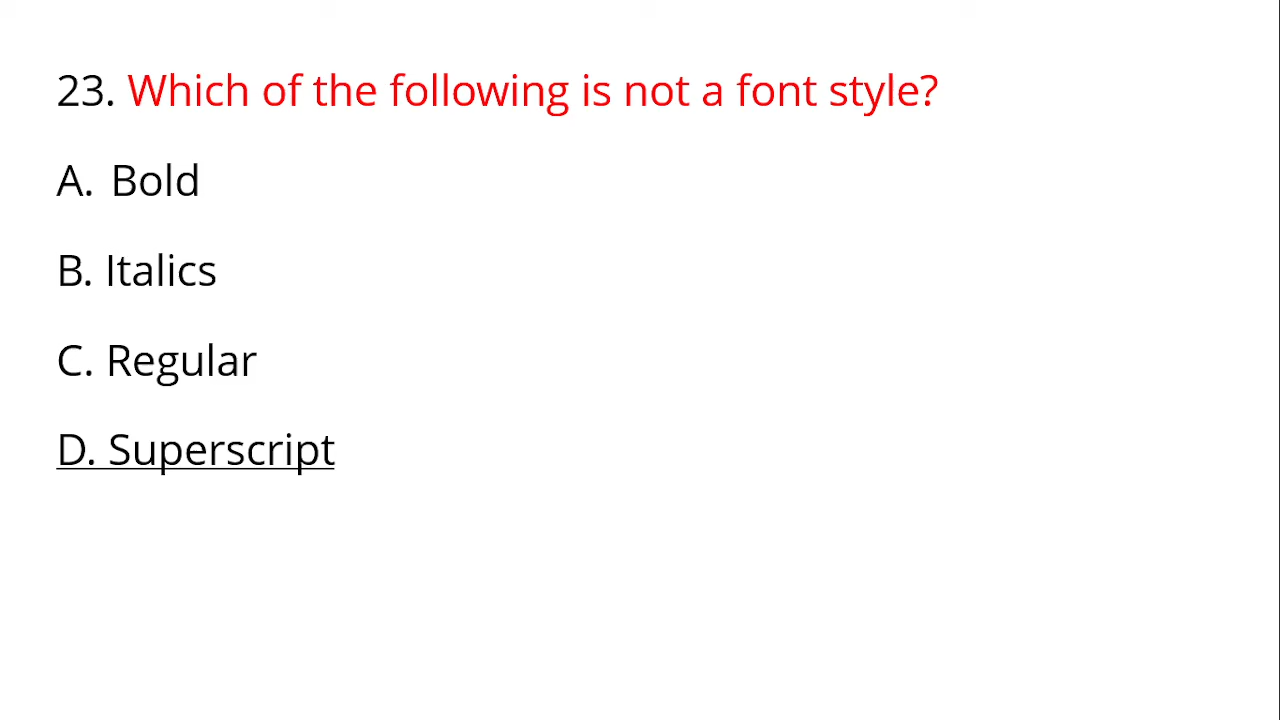 23. Which of the following is not a font style?
A. Bold
B. Italics
C. Regular
D. Superscript